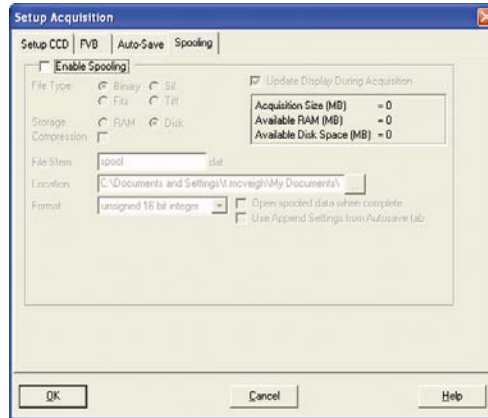 Setup Acquisition
Setup CCD FVB Auto-Save Spooling
Enable Spooling
File Type Binary Sif
Fits Tiff
Update Display During Acquisition
Storage RAM Disk
Compression
Acquisition Size (MB) = 0
Available RAM (MB) = 0
Available Disk Space (MB) = 0
File Stem spool .dat
Location C:\Documents and Settings\t.mcveigh\My Documents\ ...
Format unsigned 16 bit integer
Open spooled data when complete
Use Append Settings from Autosave tab
OK Cancel Help